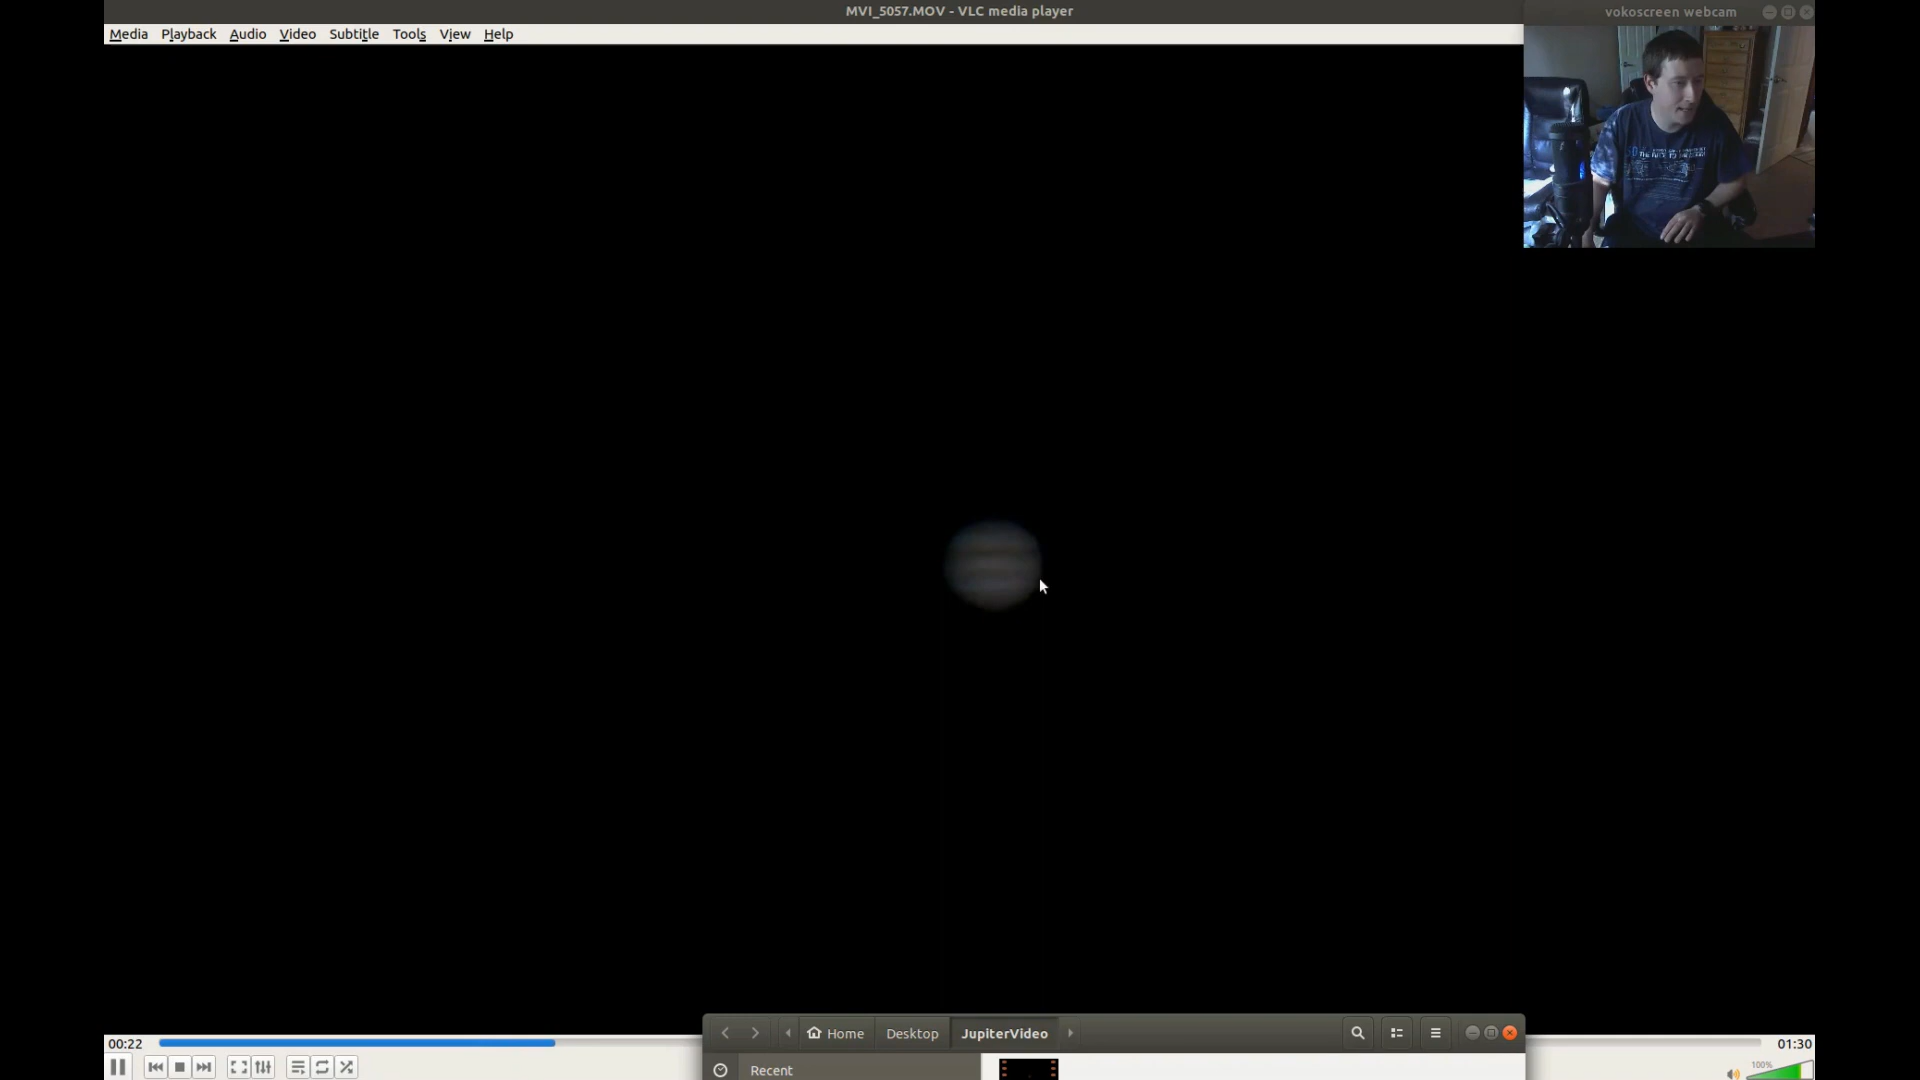 MVI_5057.MOV - VLC media player
vokoscreen webcam
Media Playback Audio Video Subtitle Tools View Help
00:22
01:30
Home Desktop JupiterVideo
100%
Recent